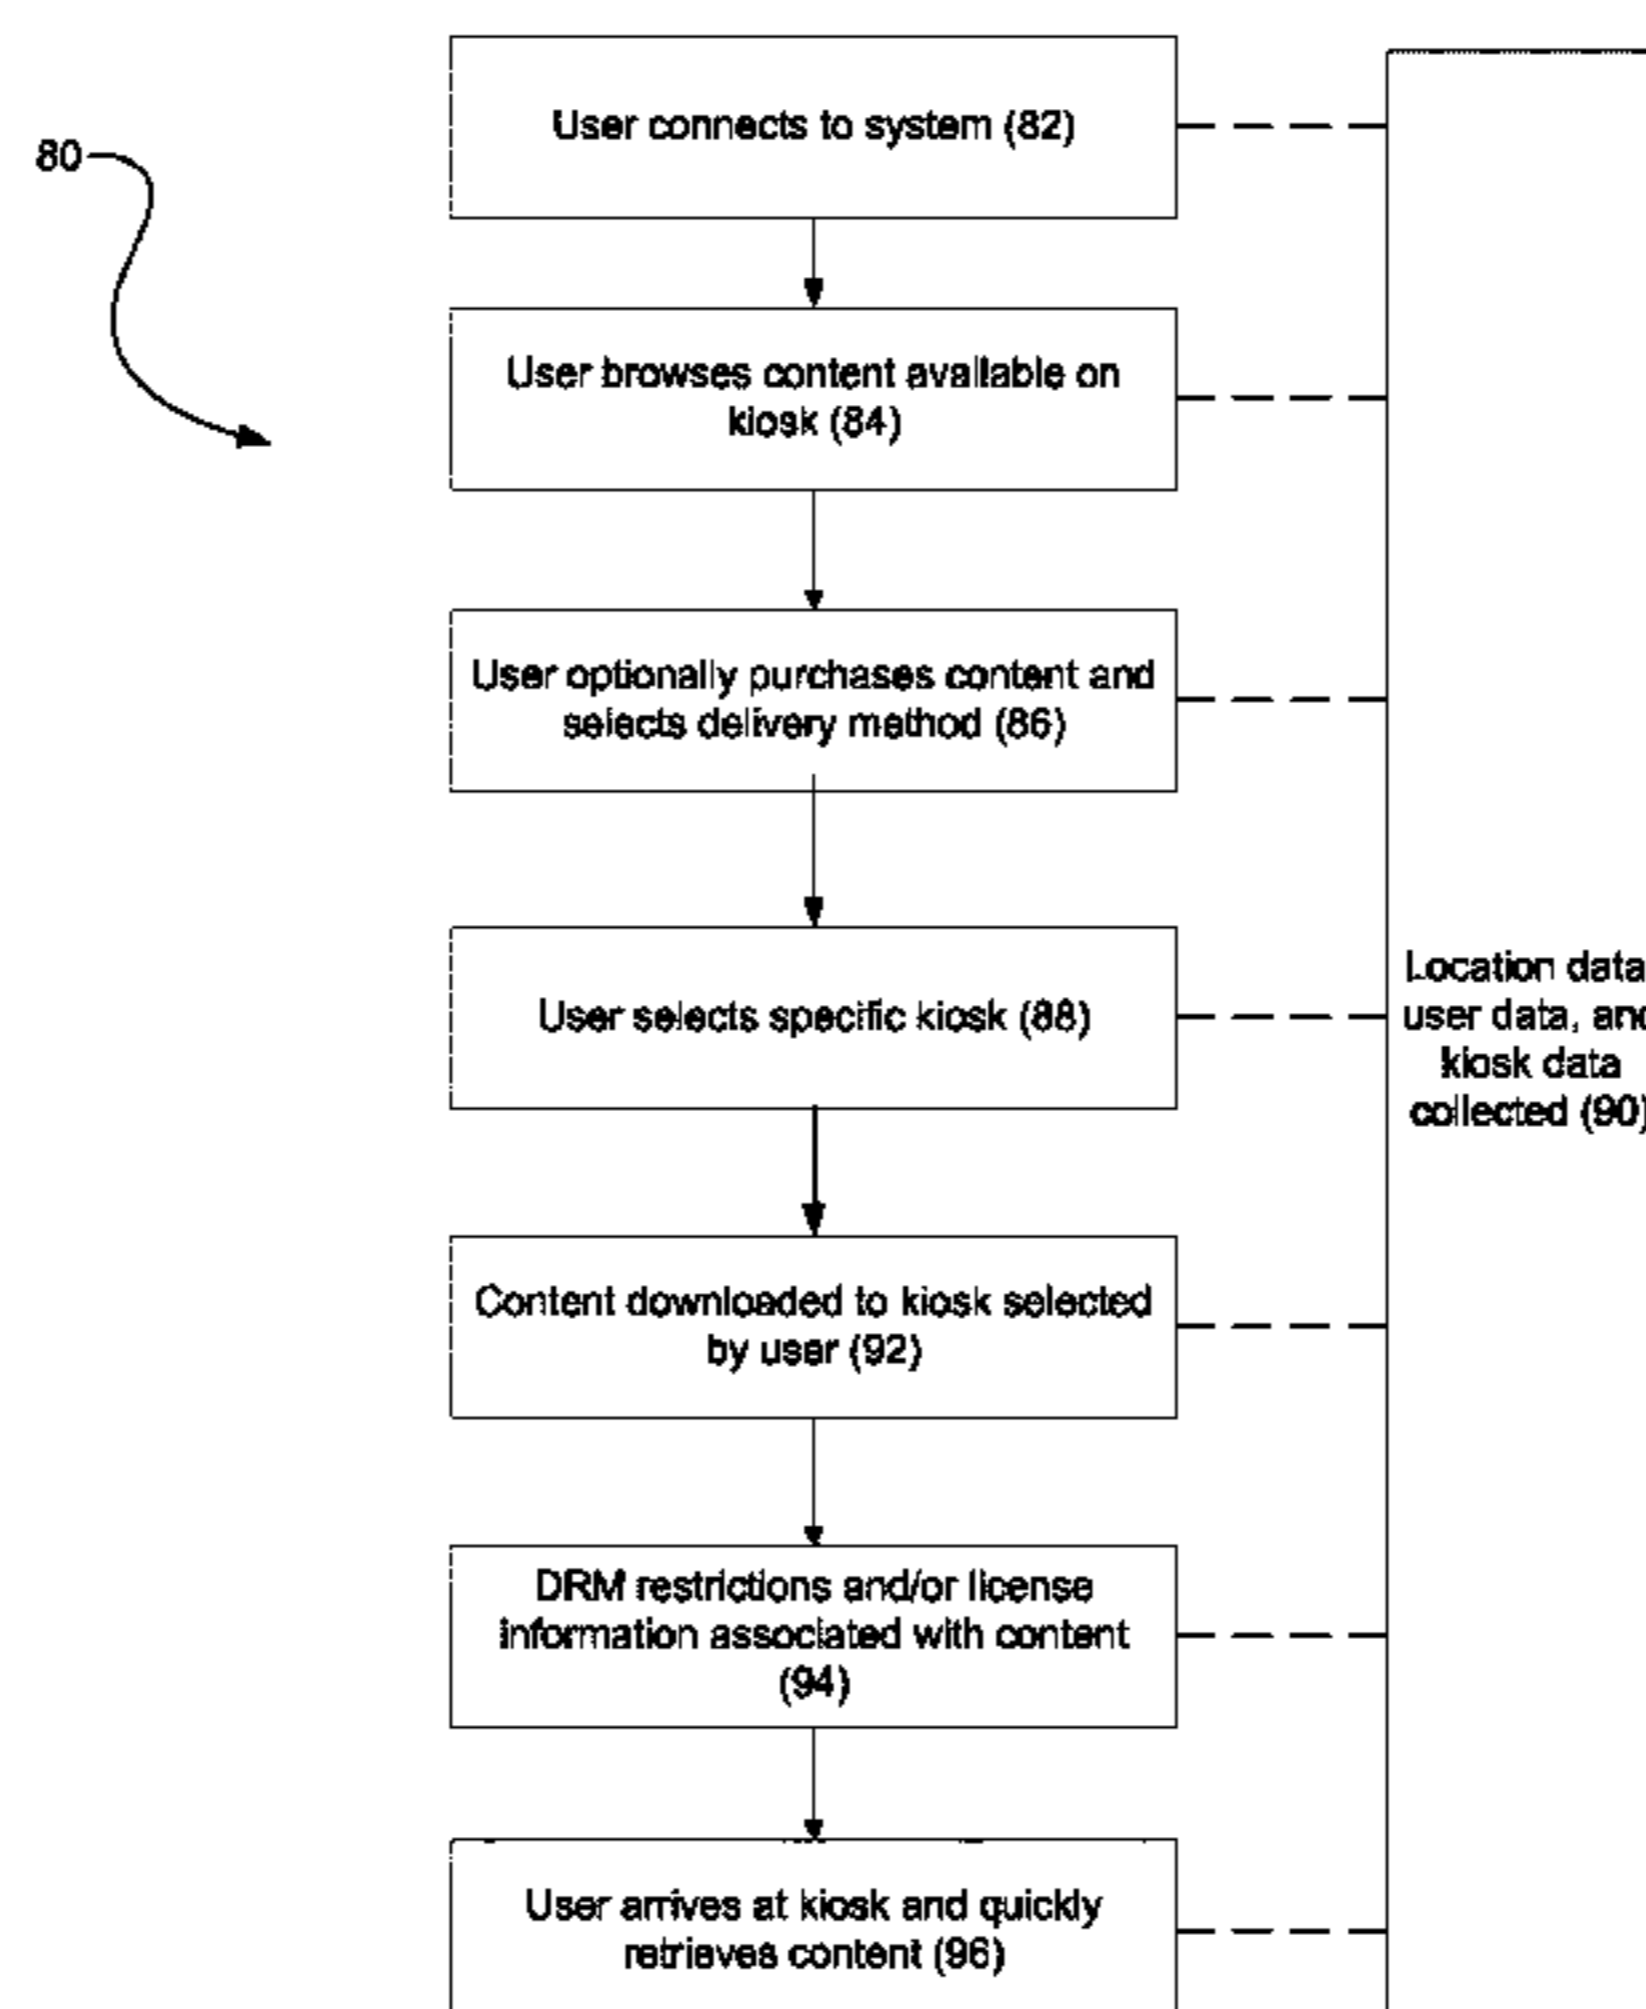 80
User connects to system (82)
User browses content available on
kiosk (84)
User optionally purchases content and
selects delivery method (86)
User selects specific kiosk (88)
Location data
user data, and
kiosk data
collected (90)
Content downloaded to kiosk selected
by user (92)
DRM restrictions and/or license
information associated with content
(94)
User arrives at kiosk and quickly
retrieves content (96)